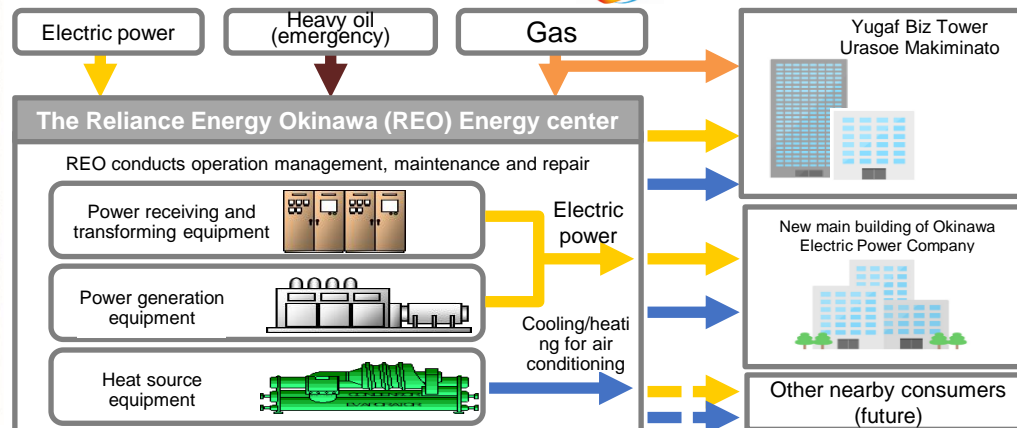 Electric power
Heavy oil
(emergency)
Gas
Yugaf Biz Tower
Urasoe Makiminato
The Reliance Energy Okinawa (REO) Energy center
REO conducts operation management, maintenance and repair
Power receiving and
transforming equipment
Electric
power
New main building of Okinawa
Electric Power Company
Power generation
equipment
Cooling/heati
ng for air
conditioning
Heat source
equipment
EVAPORATOR
Other nearby consumers
(future)